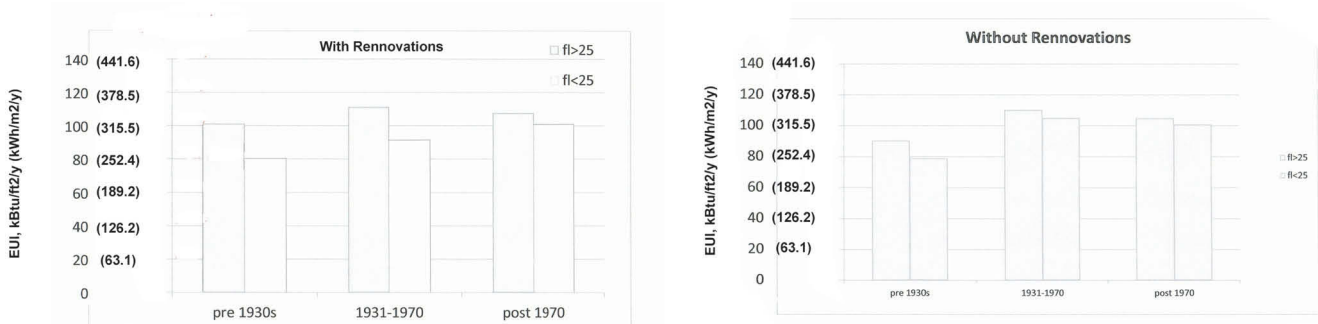 With Rennovations
fl>25
fl<25
EUI, kBtu/ft2/y (kWh/m2/y)
140 (441.6)
120 (378.5)
100 (315.5)
80 (252.4)
60 (189.2)
40 (126.2)
20 (63.1)
0
pre 1930s 1931-1970 post 1970
Without Rennovations
EUI, kBtu/ft2/y (kWh/m2/y)
140 (441.6)
120 (378.5)
100 (315.5)
80 (252.4)
60 (189.2)
40 (126.2)
20 (63.1)
0
fl>25
fl<25
pre 1930s 1931-1970 post 1970